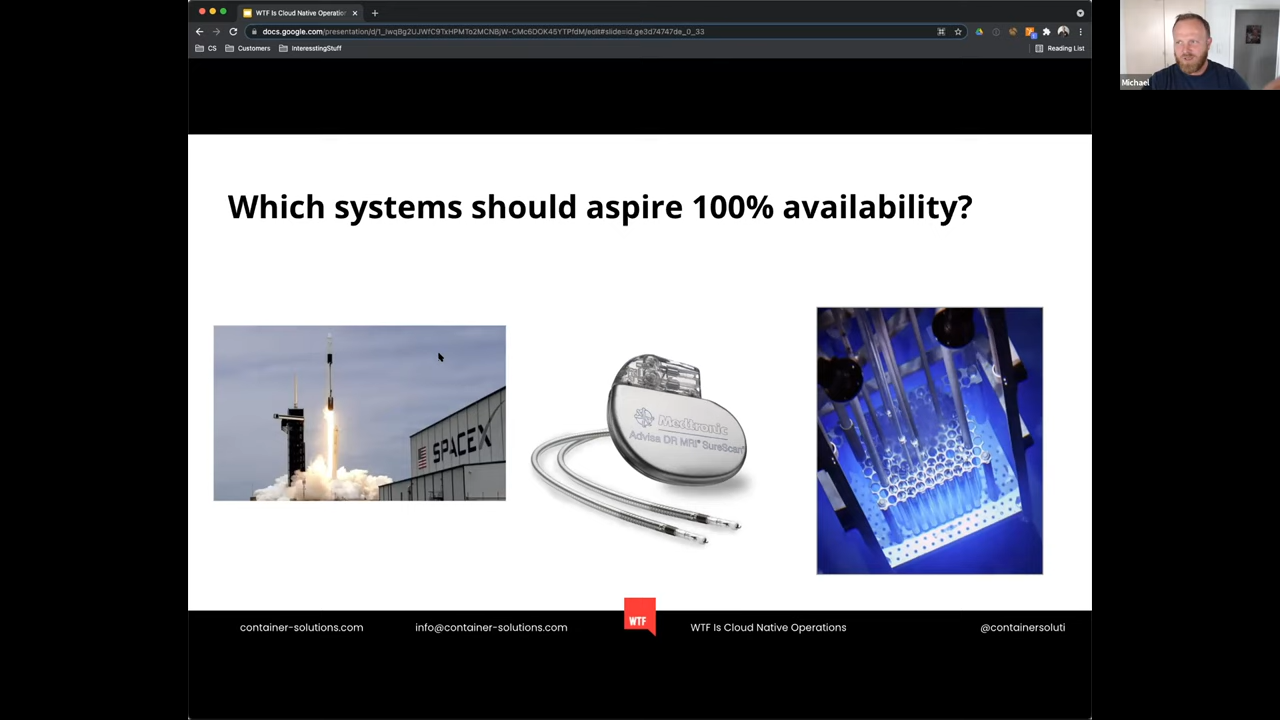 WTF Is Cloud Native Operation
docs.google.com/presentation/d/1_IwqBg2UJWfC9TxHPMTo2MCNBjW-CMc6DOK45YTPfdM/edit#slide=id.ge3d74747de_0_33
CS
Customers
InteresstingStuff
Reading List
Michael
Which systems should aspire 100% availability?
SPACEX
Medtronic
Advisa DR MRI SureScan
container-solutions.com
info@container-solutions.com
WTF
WTF Is Cloud Native Operations
@containersoluti